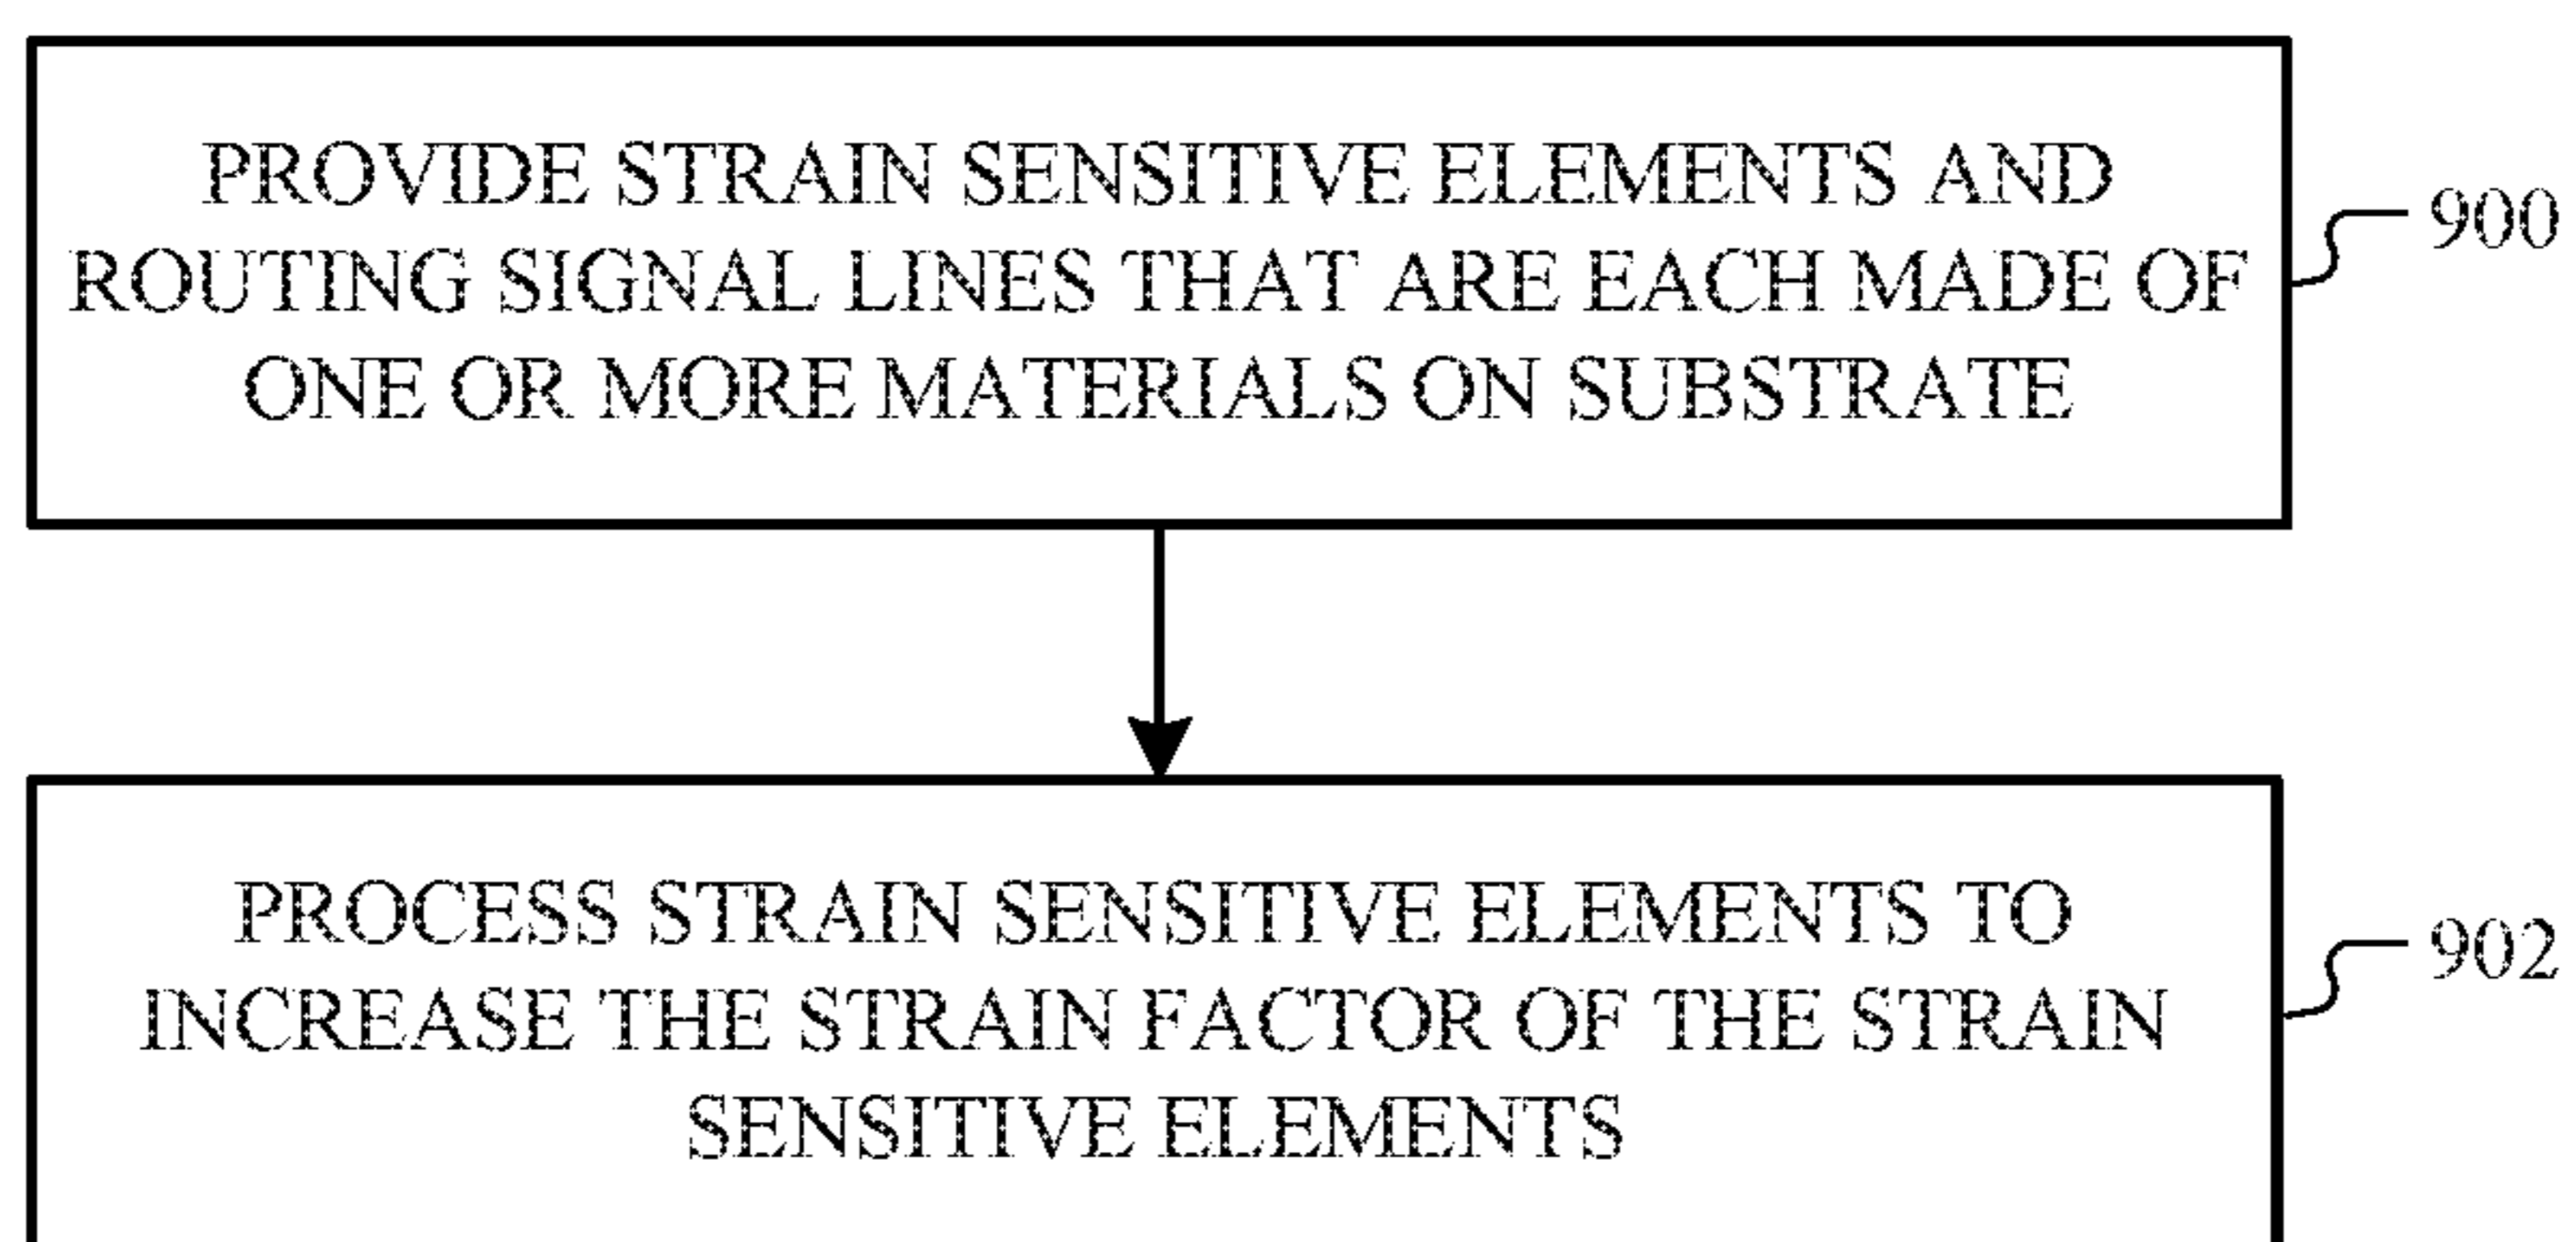 PROVIDE STRAIN SENSITIVE ELEMENTS AND
ROUTING SIGNAL LINES THAT ARE EACH MADE OF
ONE OR MORE MATERIALS ON SUBSTRATE
900
PROCESS STRAIN SENSITIVE ELEMENTS TO
INCREASE THE STRAIN FACTOR OF THE STRAIN
SENSITIVE ELEMENTS
902